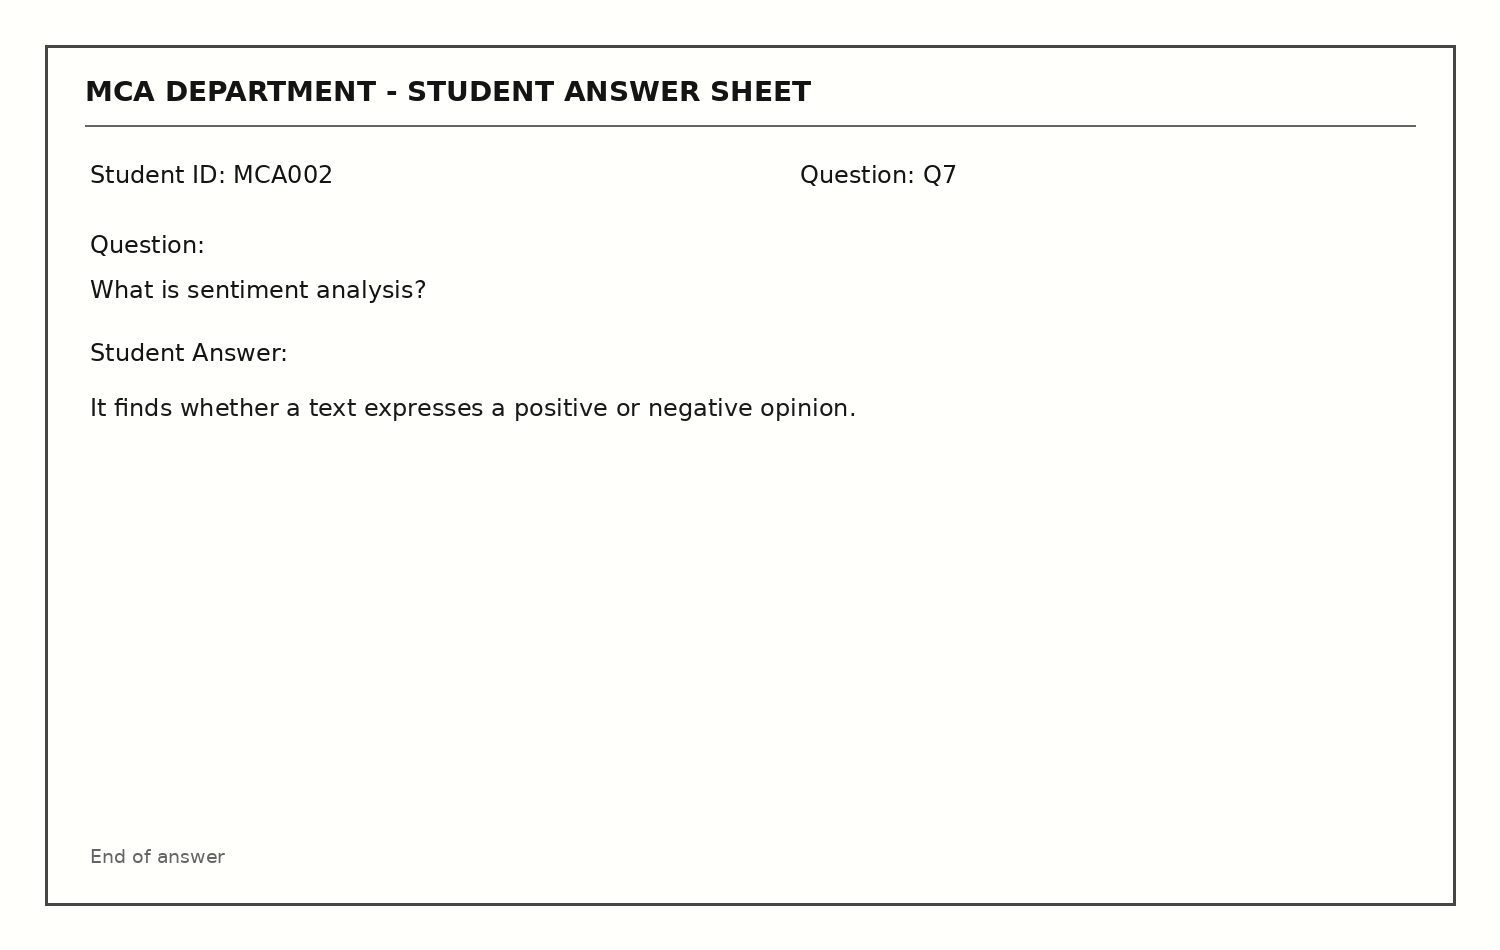 MCA DEPARTMENT - STUDENT ANSWER SHEET
Student ID: MCA002 Question: Q7
Question:
What is sentiment analysis?
Student Answer:
It finds whether a text expresses a positive or negative opinion.
End of answer